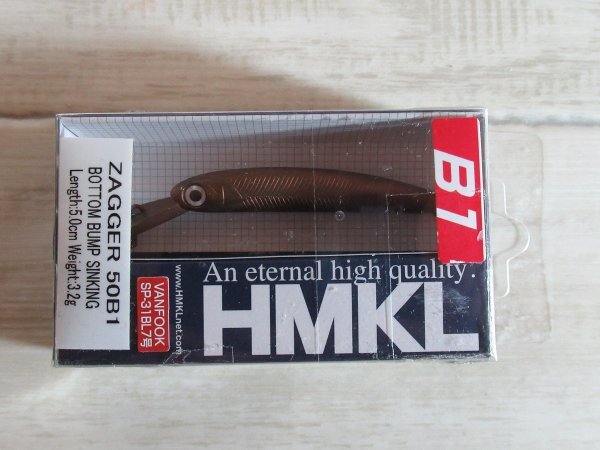 ZAGGER 50B1
BOTTOM BUMP SINKING
Length:5.0cm Weight:3.2g
VANFOOK
SP-31BL7号
www.HMKLnet.com
An eternal high quality.
HMKL
B1